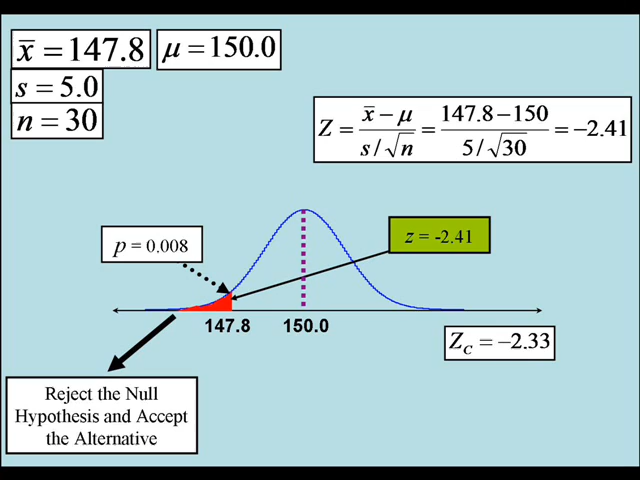 x̄ = 147.8
μ = 150.0
s = 5.0
n = 30
Z = (x̄ − μ) / (s / √n) = (147.8 − 150) / (5 / √30) = −2.41
p = 0.008
z = -2.41
147.8
150.0
Z_C = −2.33
Reject the Null
Hypothesis and Accept
the Alternative